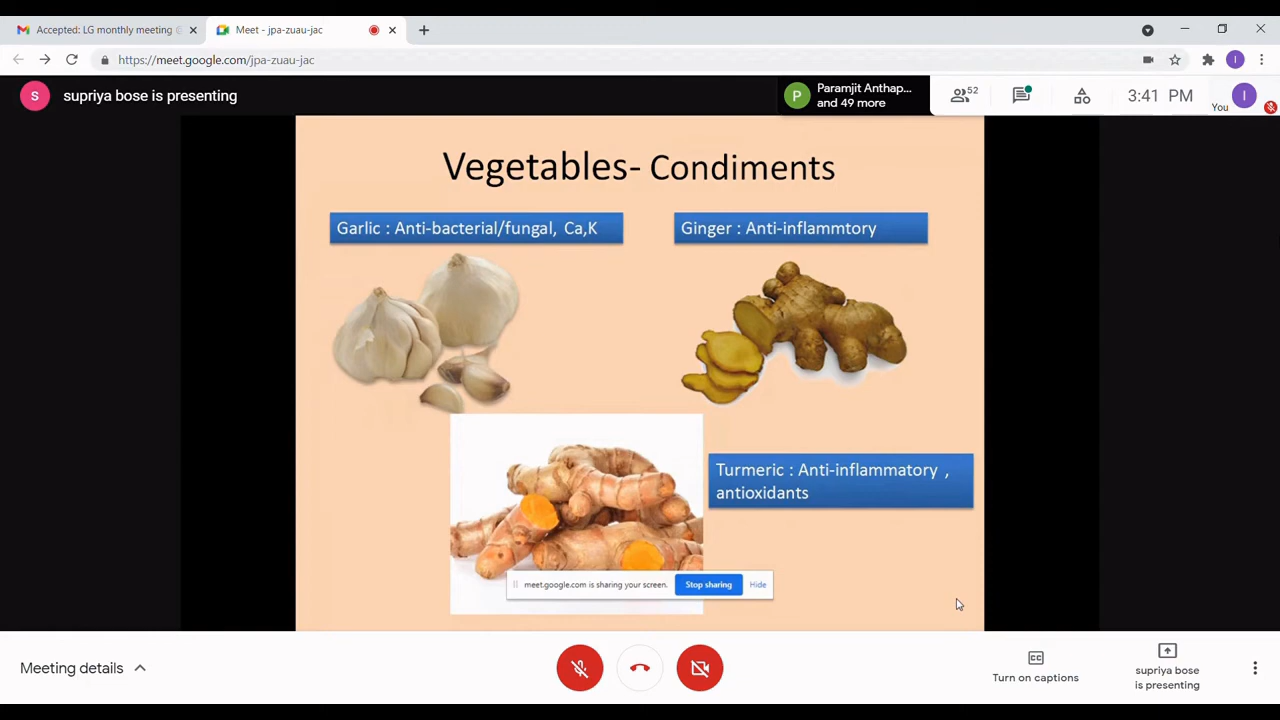 Accepted: LG monthly meeting
Meet - jpa-zuau-jac
https://meet.google.com/jpa-zuau-jac
S
supriya bose is presenting
P
Paramjit Anthap...
and 49 more
52
3:41 PM
You
I
Vegetables- Condiments
Garlic : Anti-bacterial/fungal, Ca,K
Ginger : Anti-inflammtory
Turmeric : Anti-inflammatory ,
antioxidants
meet.google.com is sharing your screen.
Stop sharing
Hide
Meeting details
CC
Turn on captions
supriya bose
is presenting